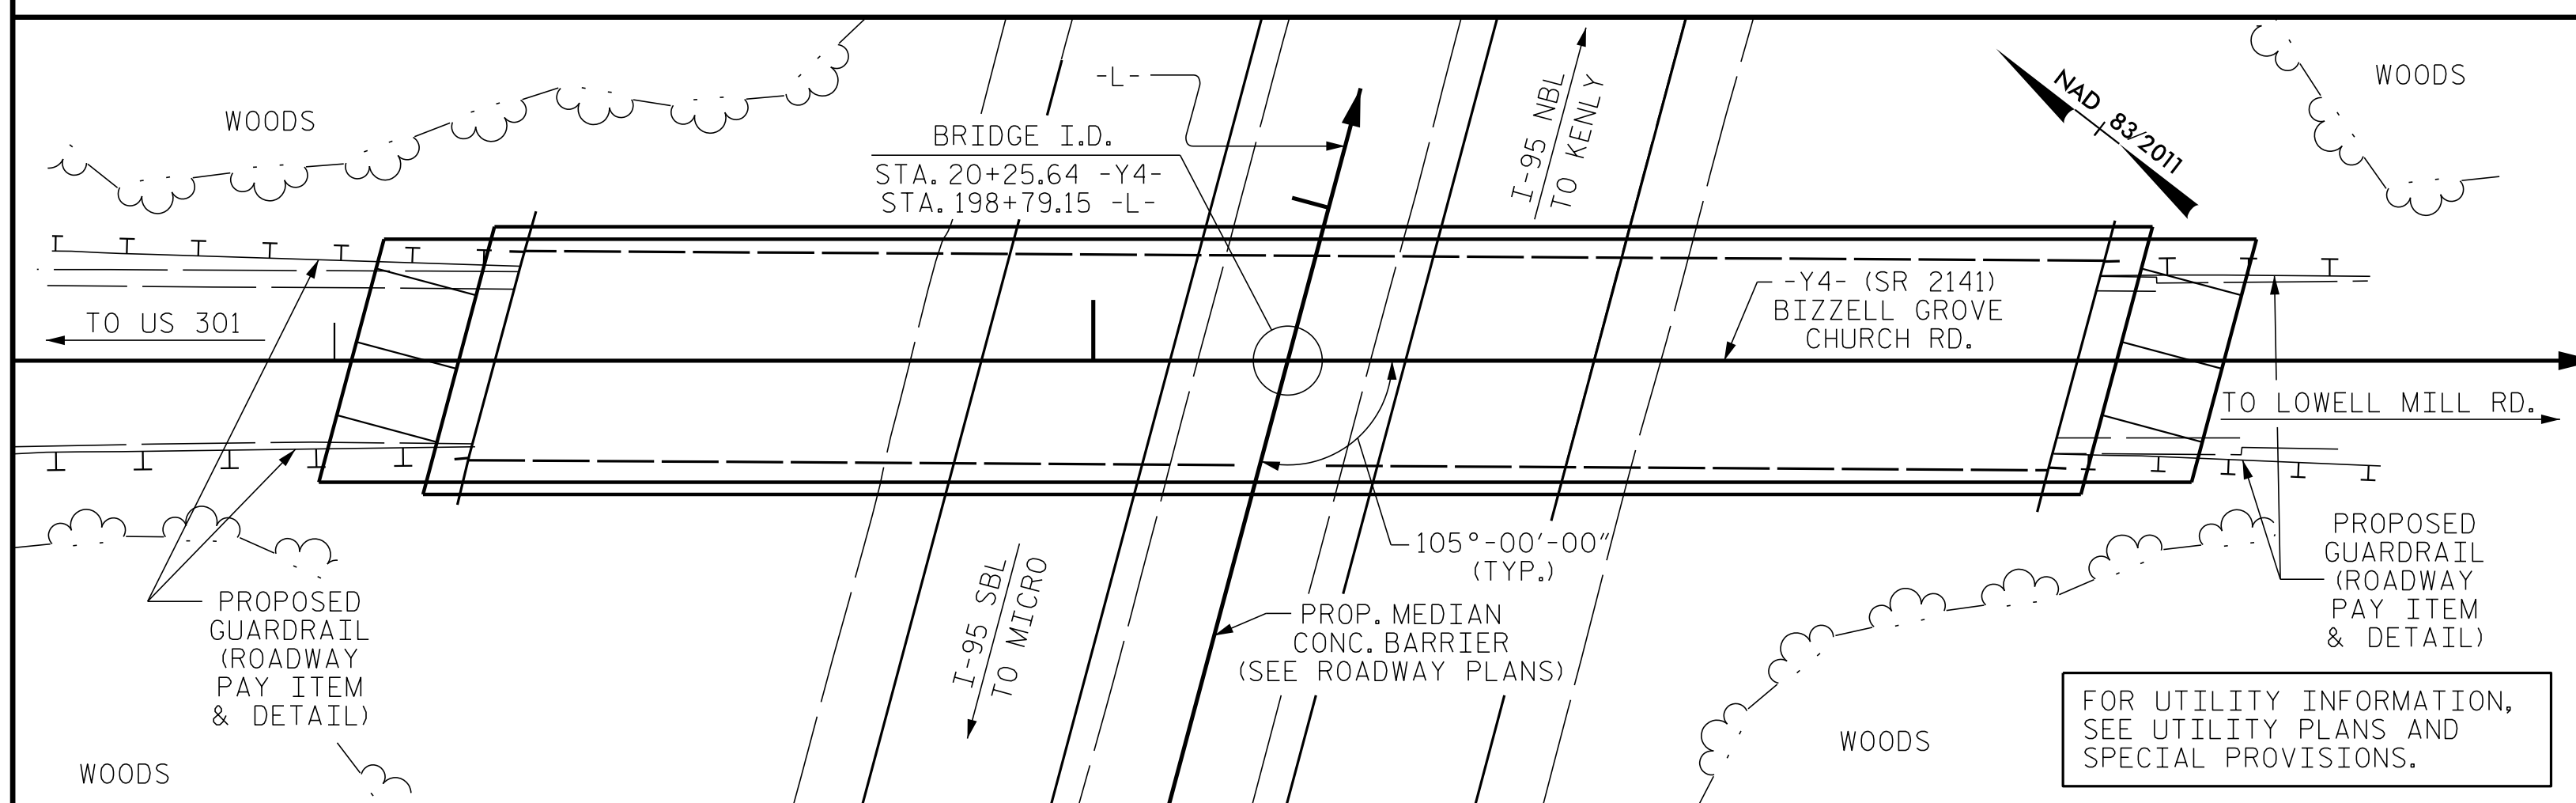 WOODS
-L-
BRIDGE I.D.
STA. 20+25.64 -Y4-
STA. 198+79.15 -L-
I-95 NBL
TO KENLY
NAD 83/2011
WOODS
TO US 301
-Y4- (SR 2141)
BIZZELL GROVE
CHURCH RD.
TO LOWELL MILL RD.
105°-00'-00"
(TYP.)
I-95 SBL
TO MICRO
PROP. MEDIAN
CONC. BARRIER
(SEE ROADWAY PLANS)
PROPOSED
GUARDRAIL
(ROADWAY
PAY ITEM
& DETAIL)
PROPOSED
GUARDRAIL
(ROADWAY
PAY ITEM
& DETAIL)
WOODS
WOODS
FOR UTILITY INFORMATION,
SEE UTILITY PLANS AND
SPECIAL PROVISIONS.